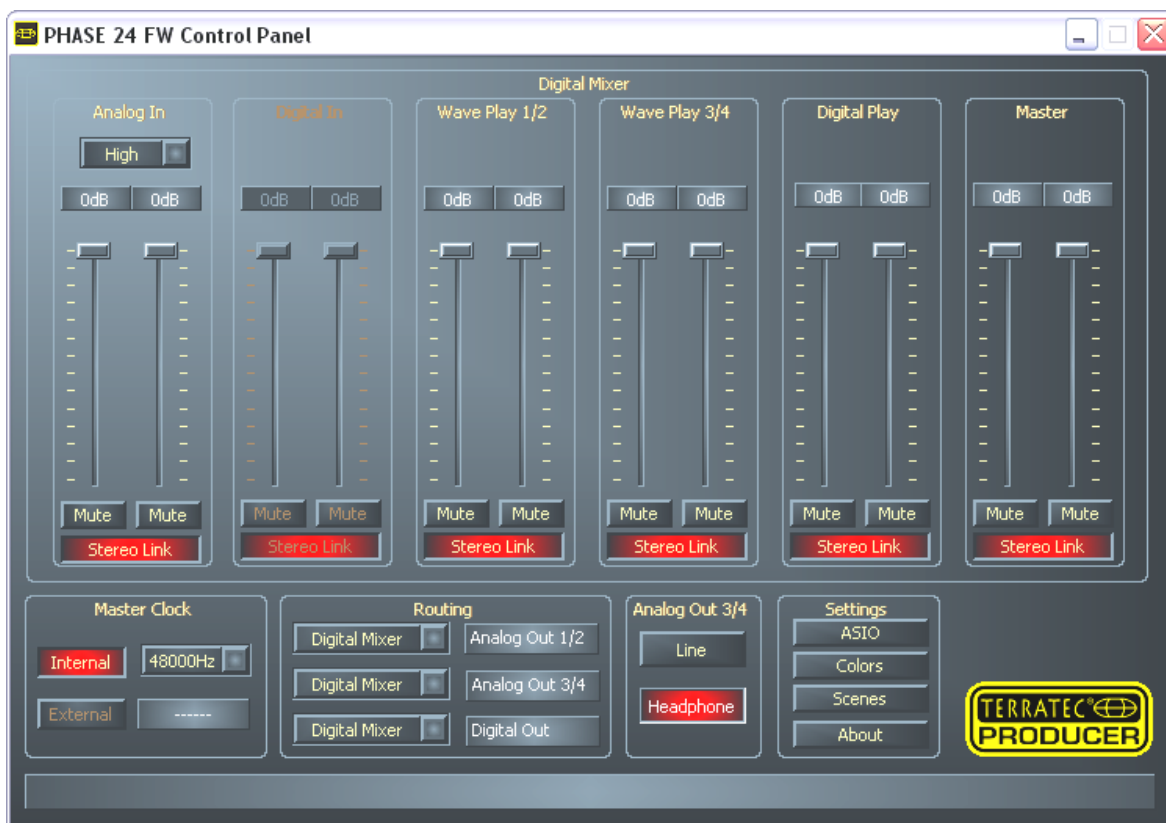 PHASE 24 FW Control Panel
Digital Mixer
Analog In
Digital In
Wave Play 1/2
Wave Play 3/4
Digital Play
Master
High
0dB 0dB
0dB 0dB
0dB 0dB
0dB 0dB
0dB 0dB
0dB 0dB
Mute Mute
Mute Mute
Mute Mute
Mute Mute
Mute Mute
Mute Mute
Stereo Link
Stereo Link
Stereo Link
Stereo Link
Stereo Link
Stereo Link
Master Clock
Internal 48000Hz
External ------
Routing
Digital Mixer Analog Out 1/2
Digital Mixer Analog Out 3/4
Digital Mixer Digital Out
Analog Out 3/4
Line
Headphone
Settings
ASIO
Colors
Scenes
About
TERRATEC®
PRODUCER